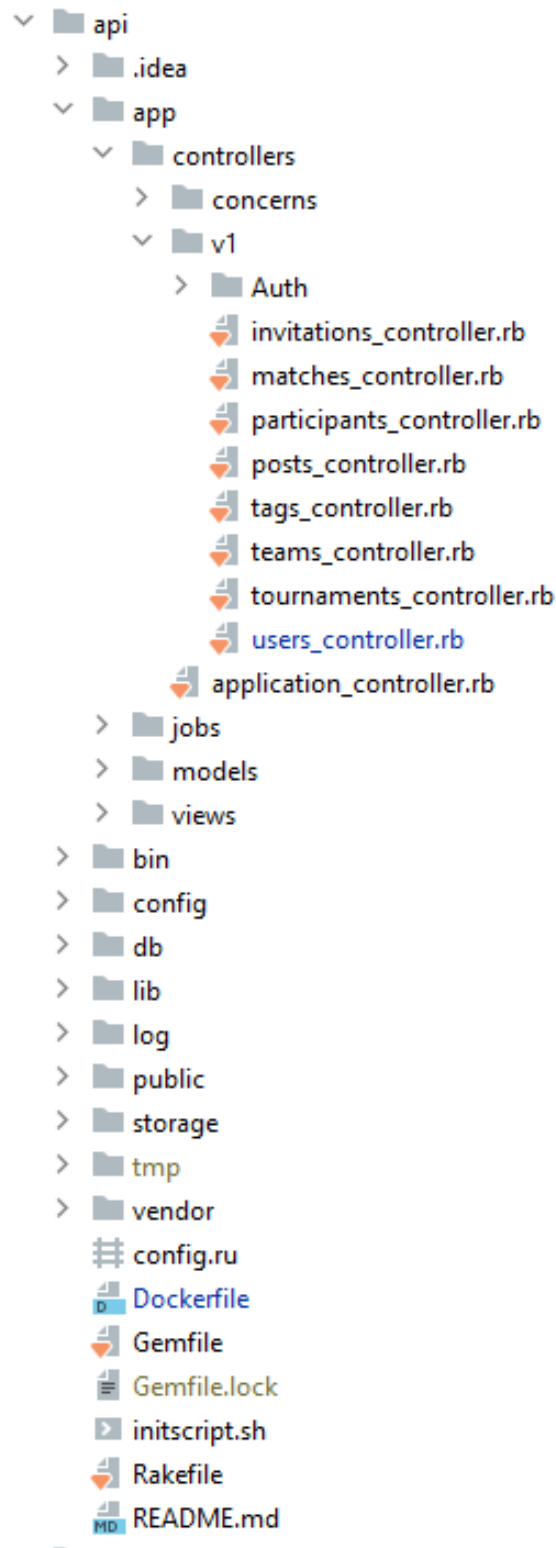 api
.idea
app
controllers
concerns
v1
Auth
invitations_controller.rb
matches_controller.rb
participants_controller.rb
posts_controller.rb
tags_controller.rb
teams_controller.rb
tournaments_controller.rb
users_controller.rb
application_controller.rb
jobs
models
views
bin
config
db
lib
log
public
storage
tmp
vendor
config.ru
D Dockerfile
Gemfile
Gemfile.lock
initscript.sh
Rakefile
MD README.md